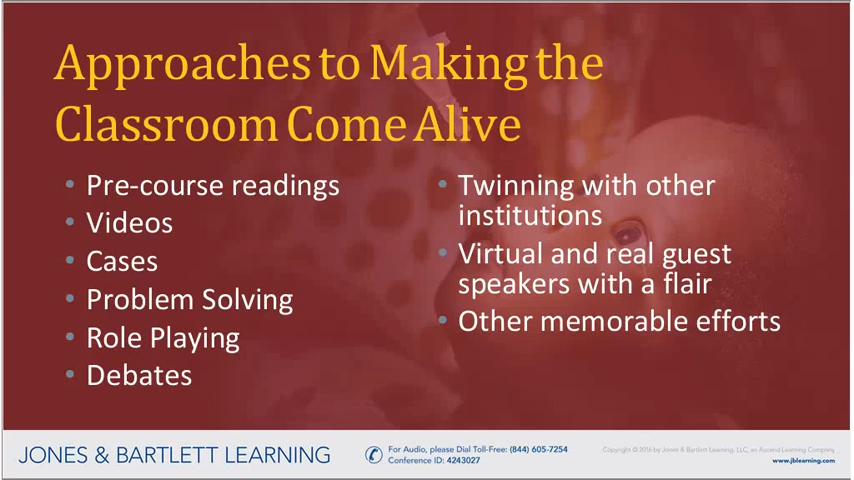 Approaches to Making the
Classroom Come Alive
• Pre-course readings
• Videos
• Cases
• Problem Solving
• Role Playing
• Debates
• Twinning with other
institutions
• Virtual and real guest
speakers with a flair
• Other memorable efforts
JONES & BARTLETT LEARNING
For Audio, please Dial Toll-Free: (844) 605-7254
Conference ID: 4243027
Copyright © 2016 by Jones & Bartlett Learning, LLC, an Ascend Learning Company
www.jblearning.com